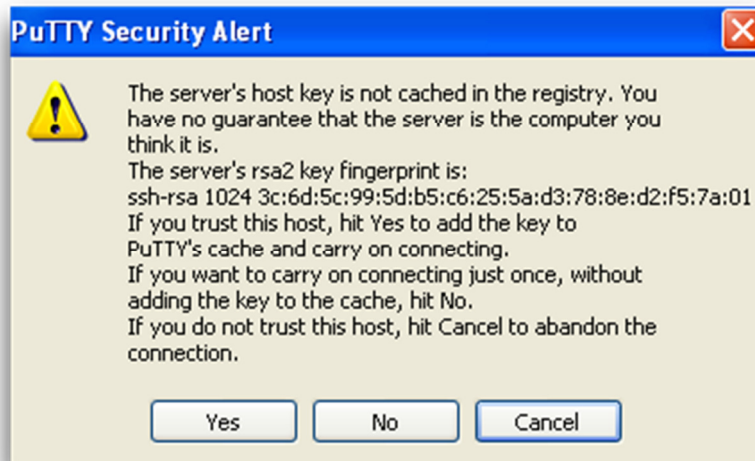 PuTTY Security Alert
The server's host key is not cached in the registry. You
have no guarantee that the server is the computer you
think it is.
The server's rsa2 key fingerprint is:
ssh-rsa 1024 3c:6d:5c:99:5d:b5:c6:25:5a:d3:78:8e:d2:f5:7a:01
If you trust this host, hit Yes to add the key to
PuTTY's cache and carry on connecting.
If you want to carry on connecting just once, without
adding the key to the cache, hit No.
If you do not trust this host, hit Cancel to abandon the
connection.
Yes No Cancel